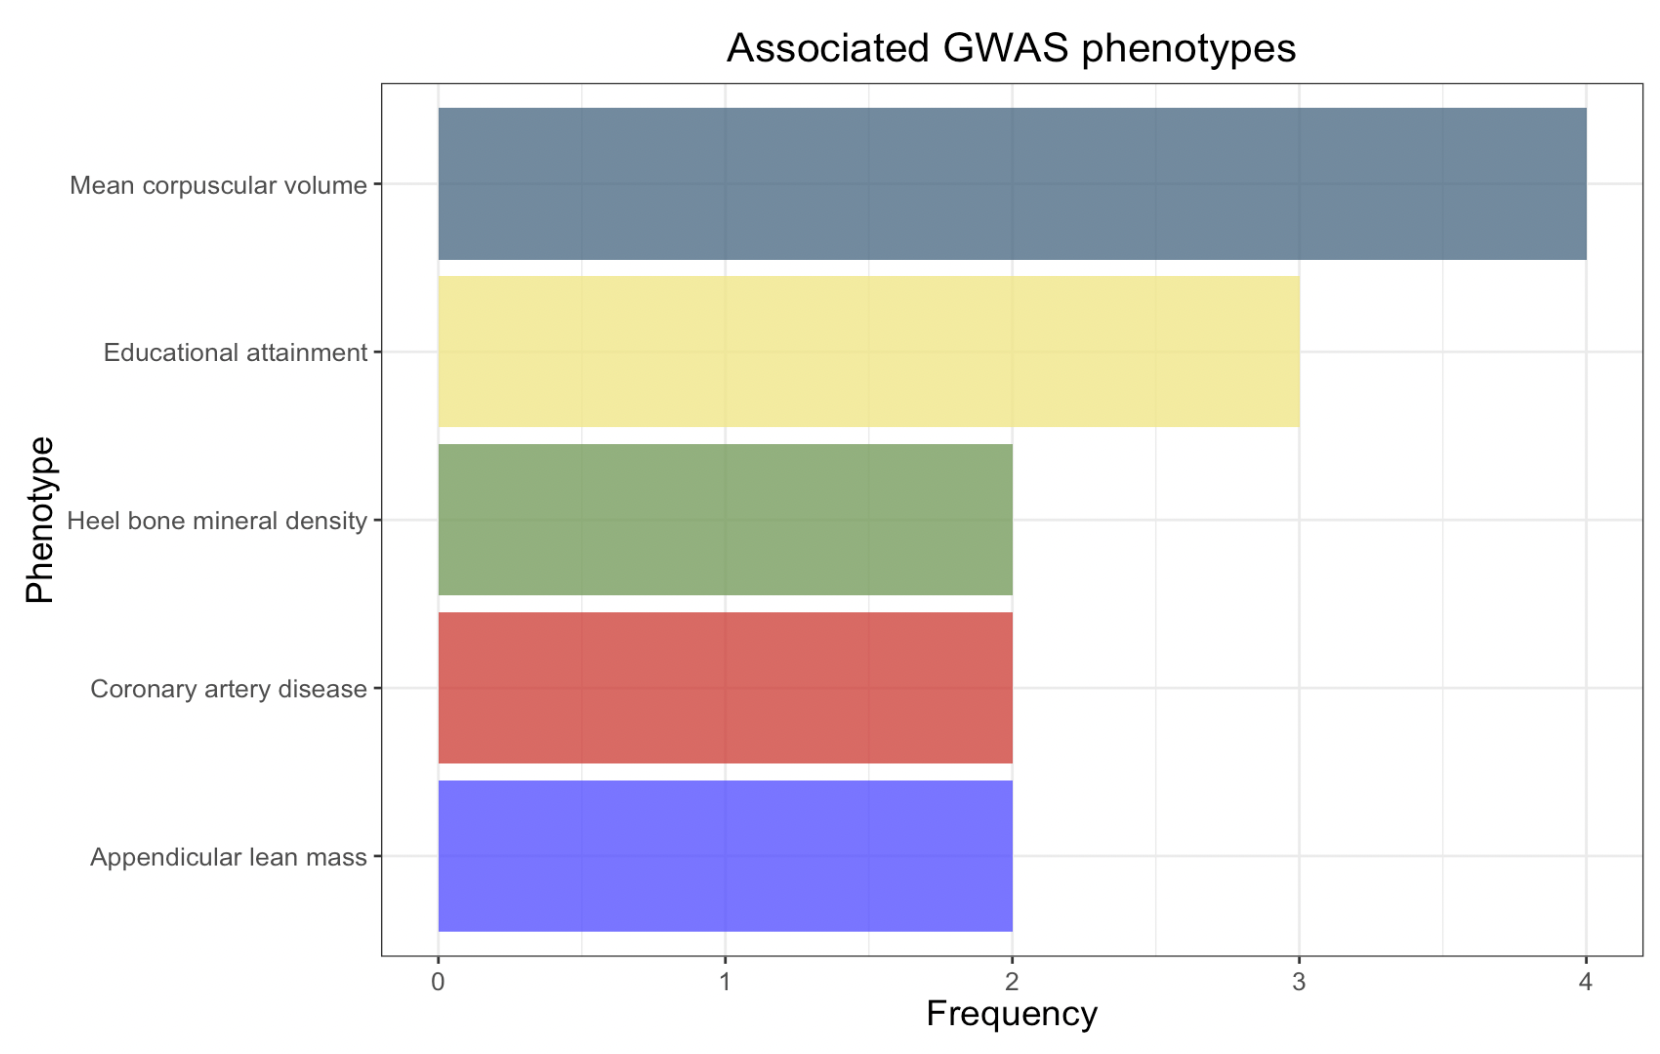 Associated GWAS phenotypes
Mean corpuscular volume
Educational attainment
Heel bone mineral density
Coronary artery disease
Appendicular lean mass
Phenotype
0 1 2 3 4
Frequency